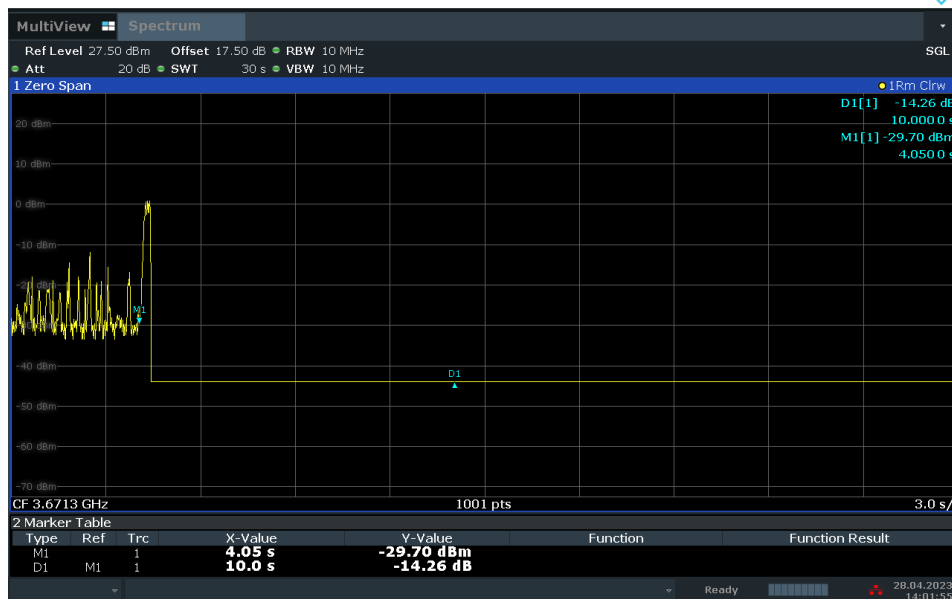 MultiView Spectrum
Ref Level 27.50 dBm Offset 17.50 dB RBW 10 MHz
SGL
Att 20 dB SWT 30 s VBW 10 MHz
1 Zero Span 1Rm Clrw
D1[1] -14.26 dB
10.000 0 s
M1[1] -29.70 dBm
4.050 0 s
20 dBm
10 dBm
0 dBm
-10 dBm
-20 dBm
M1
-40 dBm
D1
-50 dBm
-60 dBm
-70 dBm
CF 3.6713 GHz 1001 pts 3.0 s/
2 Marker Table
Type Ref Trc X-Value Y-Value Function Function Result
M1 1 4.05 s -29.70 dBm
D1 M1 1 10.0 s -14.26 dB
Ready 28.04.2023
14:01:55